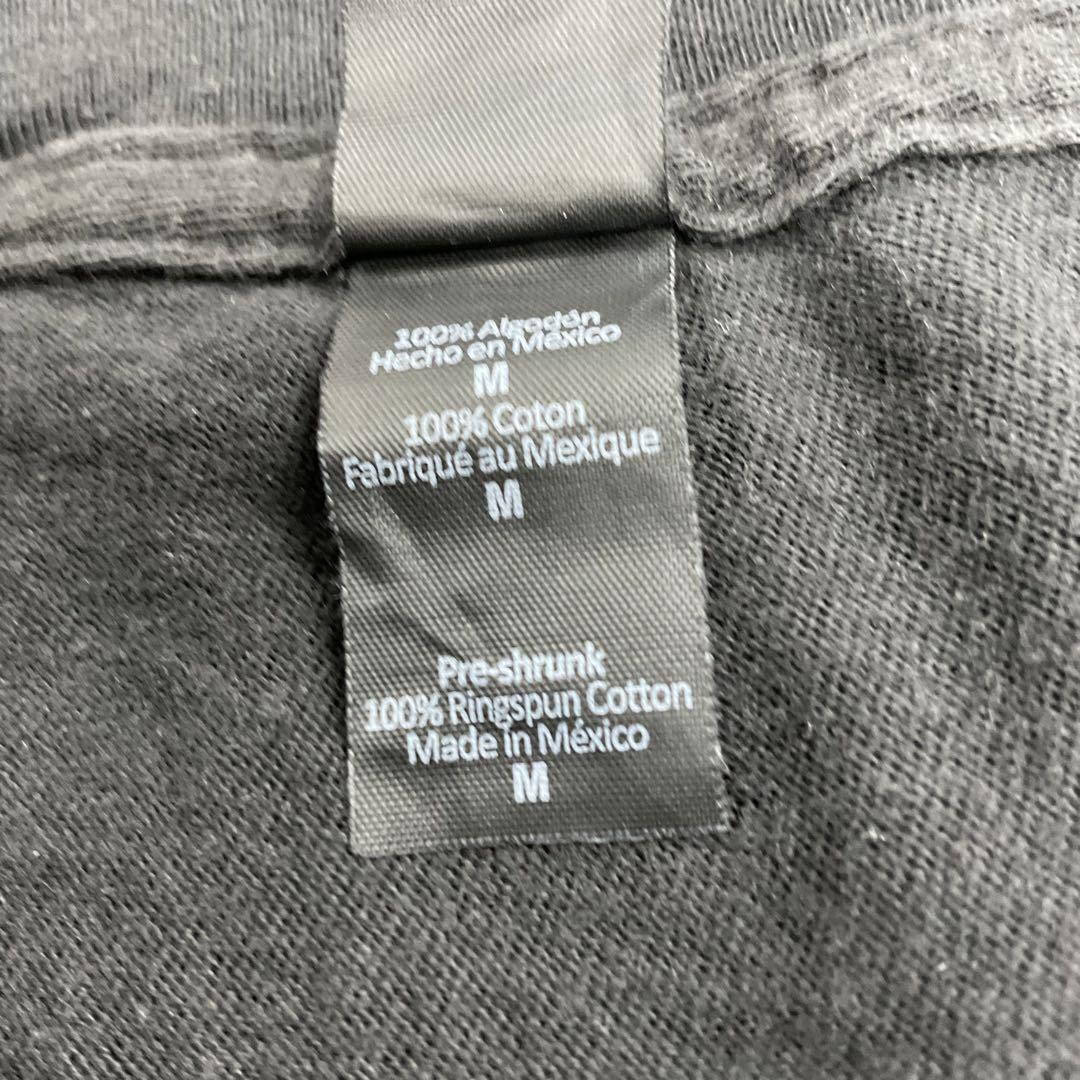 100% Algodón
Hecho en México
M
100% Coton
Fabriqué au Mexique
M
Pre-shrunk
100% Ringspun Cotton
Made in México
M